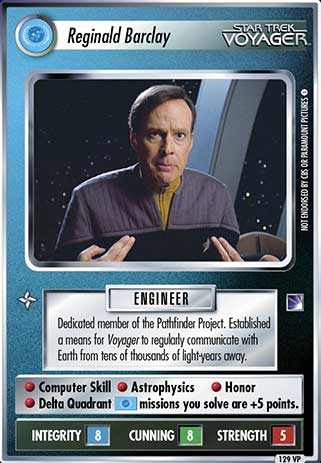 Reginald Barclay
STAR TREK
VOYAGER
NOT ENDORSED BY CBS OR PARAMOUNT PICTURES
ENGINEER
Dedicated member of the Pathfinder Project. Established
a means for Voyager to regularly communicate with
Earth from tens of thousands of light-years away.
Computer Skill Astrophysics Honor
Delta Quadrant missions you solve are +5 points.
INTEGRITY 8 CUNNING 8 STRENGTH 5
129 VP